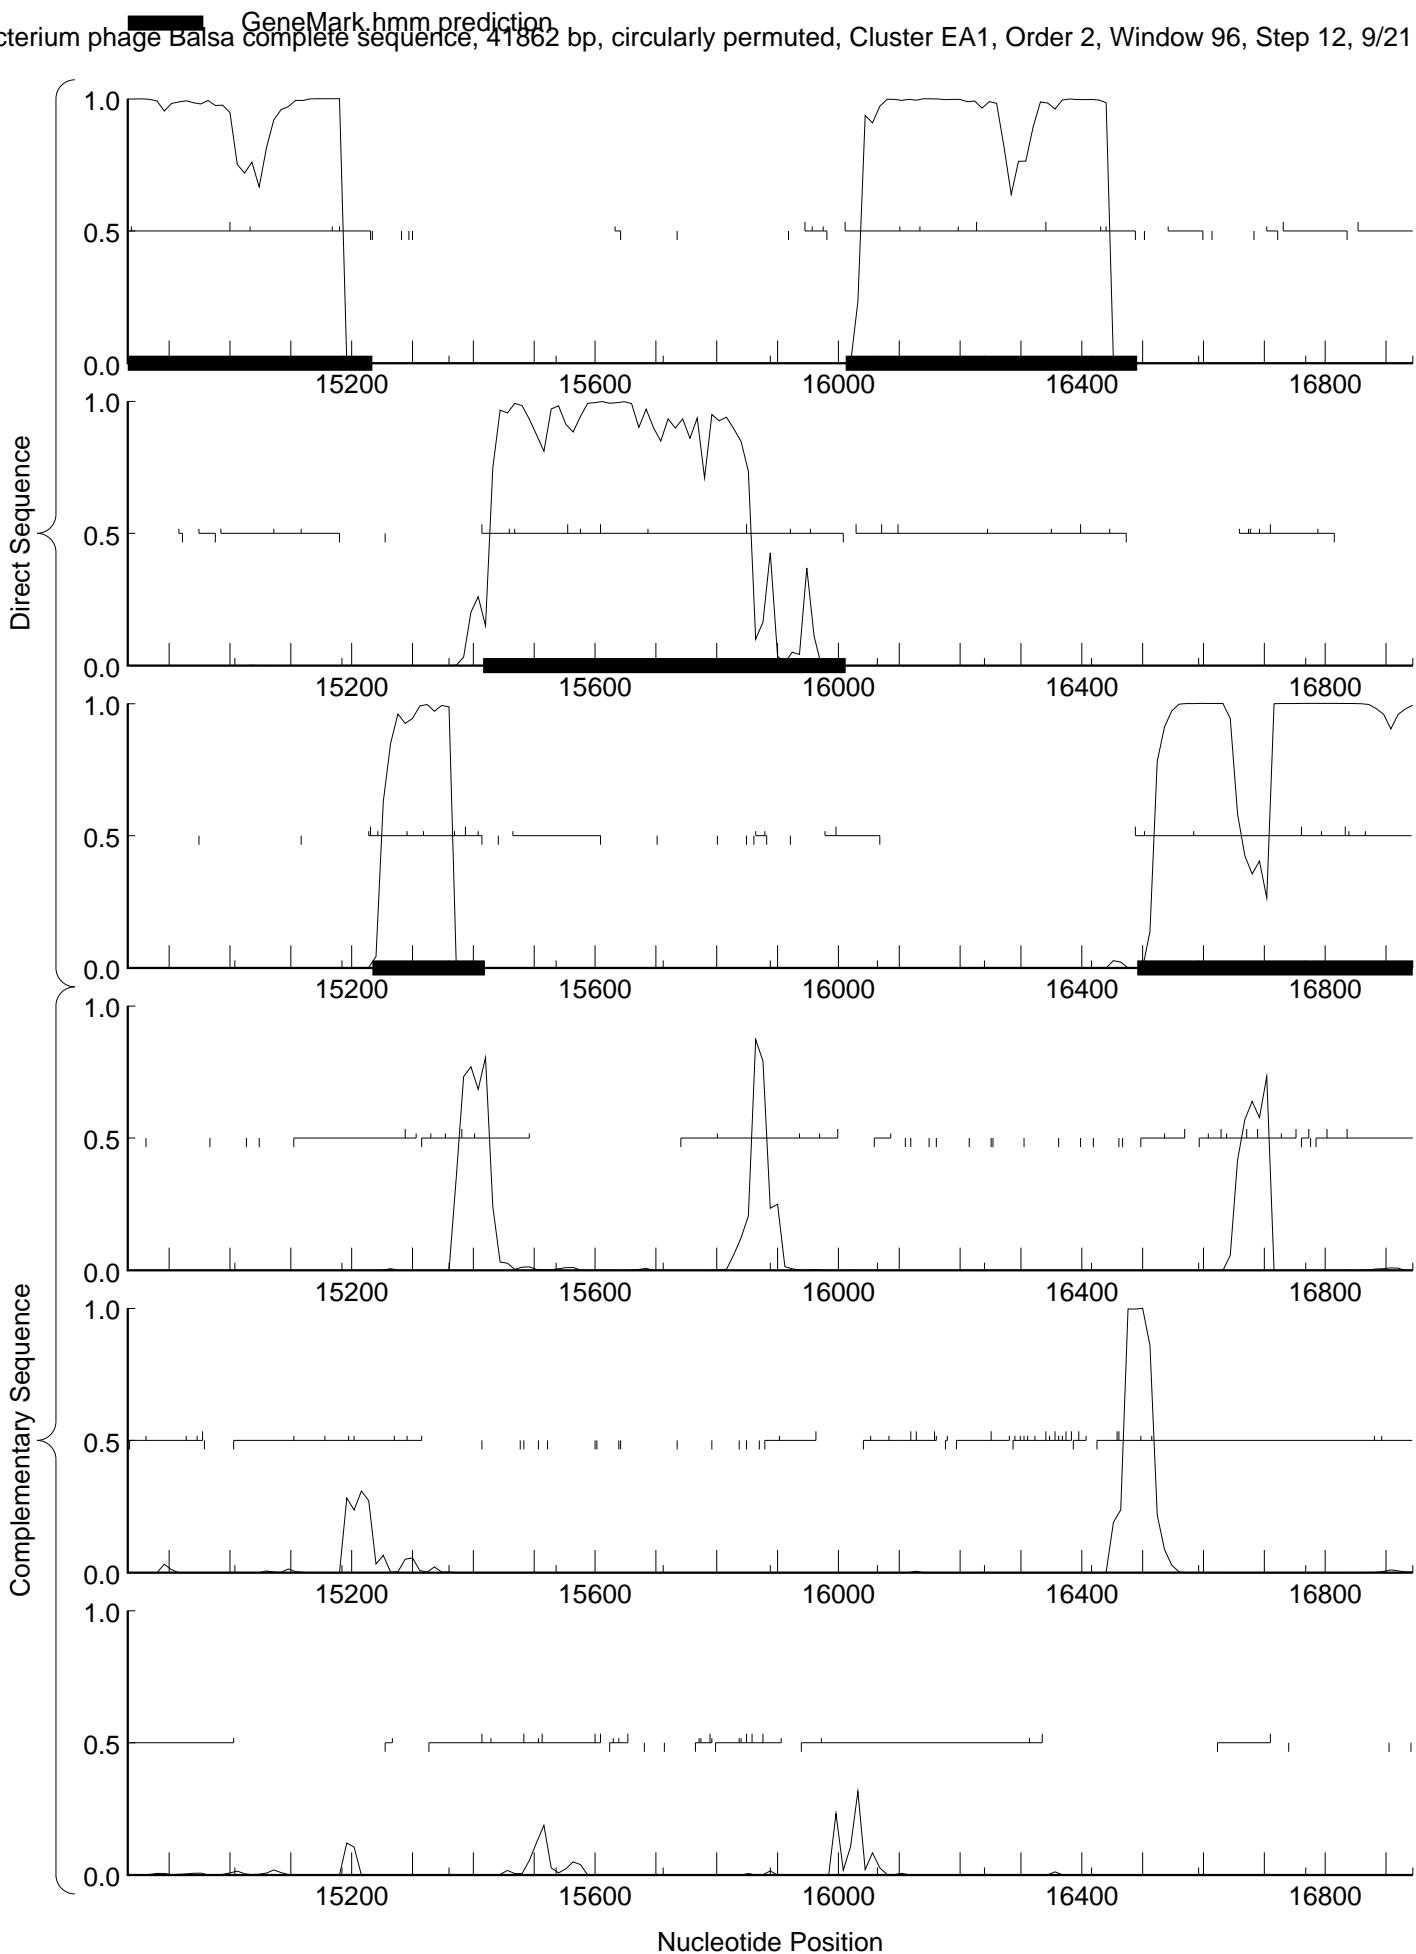 GeneMark.hmm prediction
cterium phage Balsa complete sequence, 41862 bp, circularly permuted, Cluster EA1, Order 2, Window 96, Step 12, 9/21
1.0
0.5
0.0
15200 15600 16000 16400 16800
1.0
0.5
0.0
15200 15600 16000 16400 16800
1.0
0.5
0.0
15200 15600 16000 16400 16800
Direct Sequence
1.0
0.5
0.0
15200 15600 16000 16400 16800
1.0
0.5
0.0
15200 15600 16000 16400 16800
1.0
0.5
0.0
15200 15600 16000 16400 16800
Complementary Sequence
Nucleotide Position